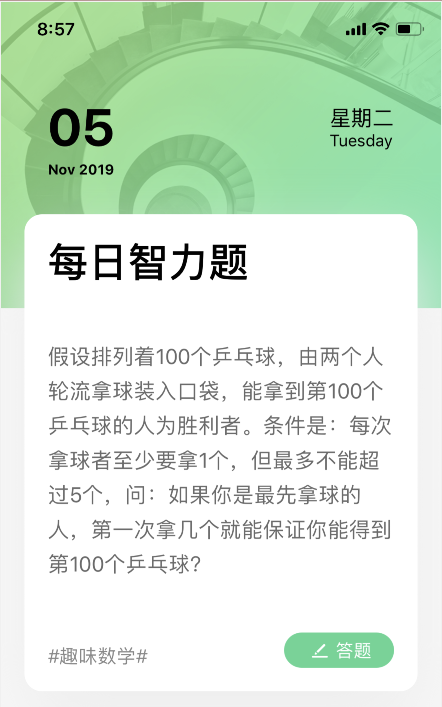 8:57
05
星期二
Tuesday
Nov 2019
每日智力题
假设排列着100个乒乓球，由两个人
轮流拿球装入口袋，能拿到第100个
乒乓球的人为胜利者。条件是：每次
拿球者至少要拿1个，但最多不能超
过5个，问：如果你是最先拿球的
人，第一次拿几个就能保证你能得到
第100个乒乓球?
#趣味数学#
答题